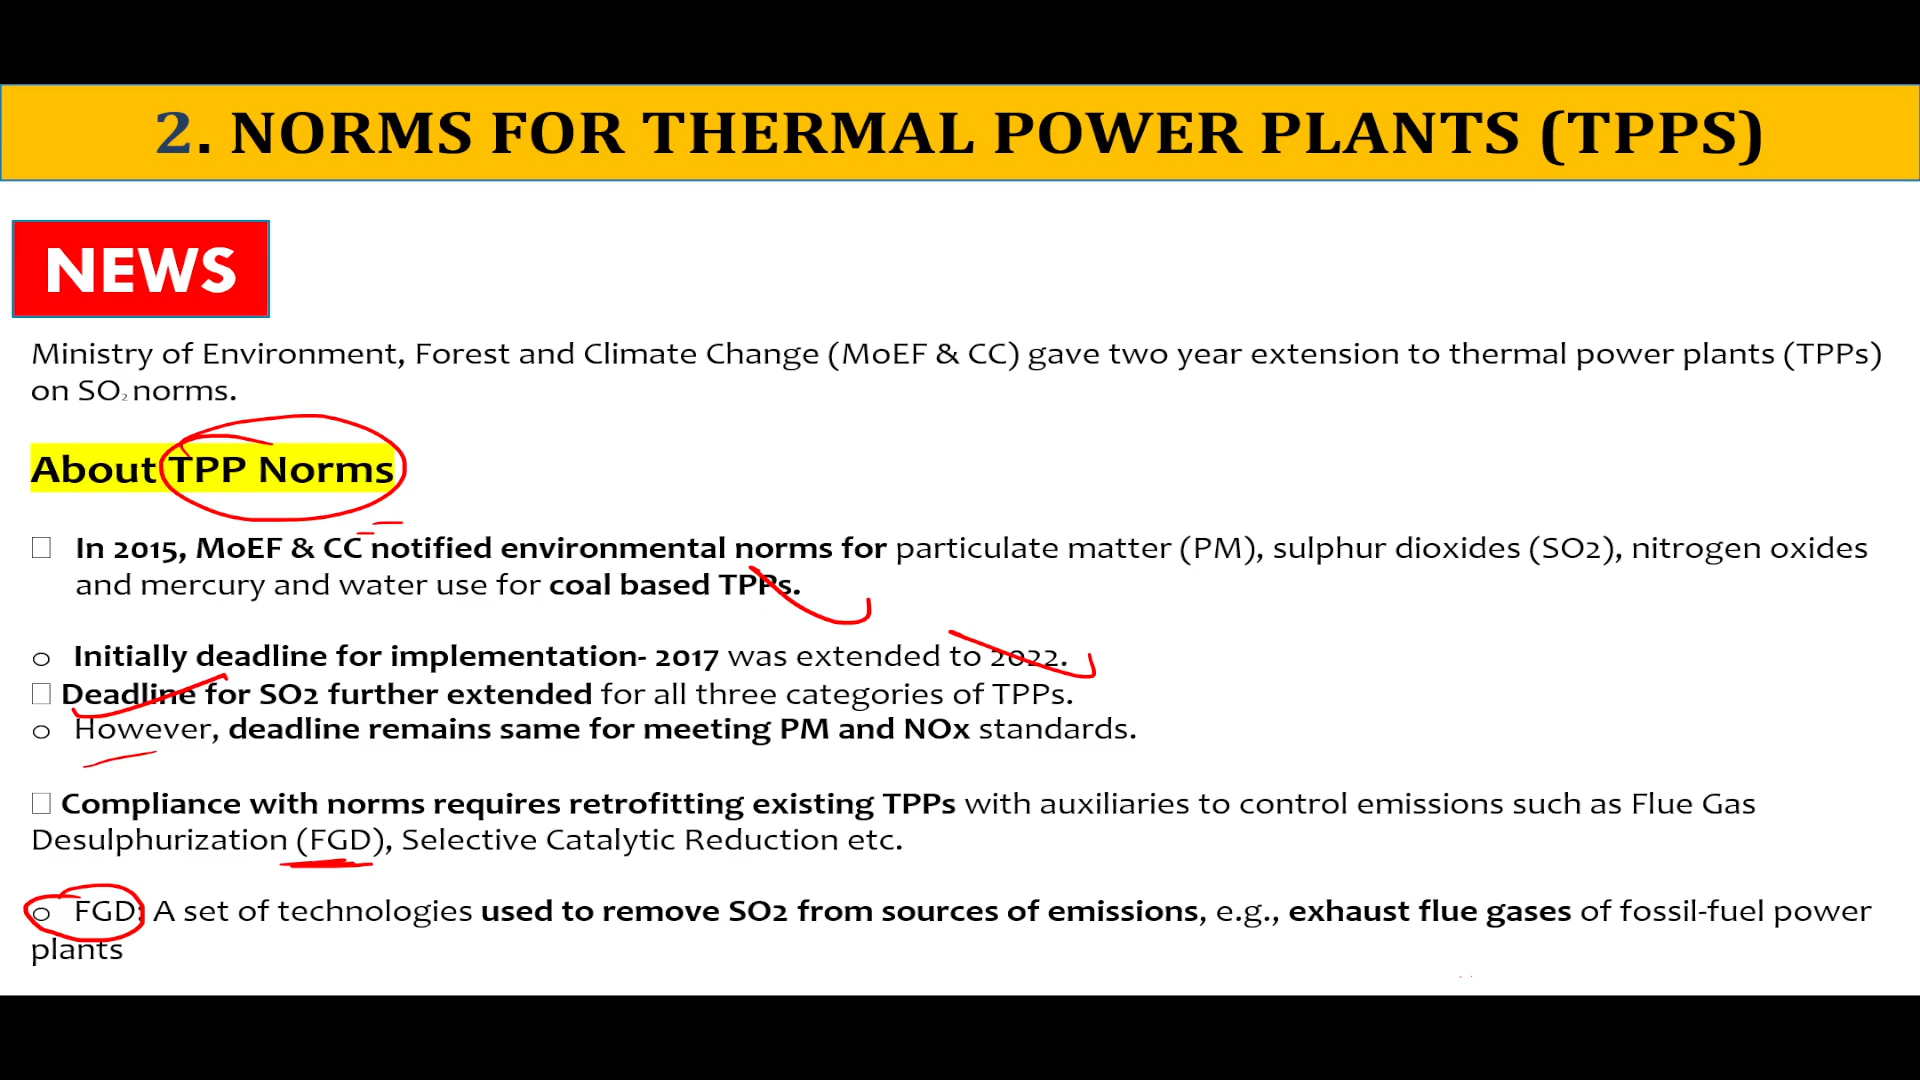 2. NORMS FOR THERMAL POWER PLANTS (TPPS)
NEWS
Ministry of Environment, Forest and Climate Change (MoEF & CC) gave two year extension to thermal power plants (TPPs)
on SO₂ norms.
About TPP Norms
□ In 2015, MoEF & CC notified environmental norms for particulate matter (PM), sulphur dioxides (SO2), nitrogen oxides
and mercury and water use for coal based TPPs.
o Initially deadline for implementation- 2017 was extended to 2022.
□ Deadline for SO2 further extended for all three categories of TPPs.
o However, deadline remains same for meeting PM and NOx standards.
□ Compliance with norms requires retrofitting existing TPPs with auxiliaries to control emissions such as Flue Gas
Desulphurization (FGD), Selective Catalytic Reduction etc.
o FGD: A set of technologies used to remove SO2 from sources of emissions, e.g., exhaust flue gases of fossil-fuel power
plants